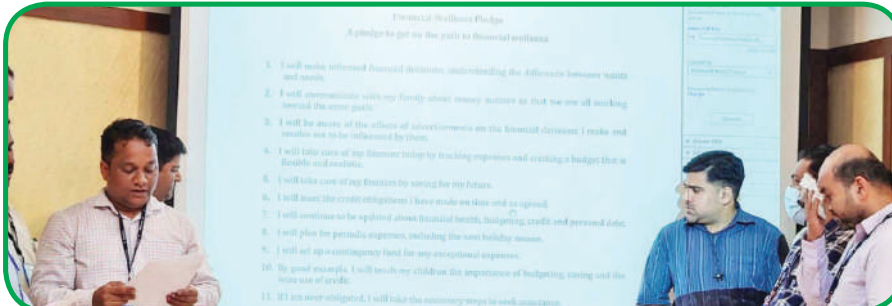 Financial Wellness Pledge
A pledge to get on the path to financial wellness
1. I will make informed financial decisions, understanding the difference between wants
and needs.
2. I will communicate with my family about money matters so that we are all working
toward the same goals.
3. I will be aware of the effects of advertisements on the financial decisions I make and
resolve not to be influenced by them.
4. I will take care of my finances today by tracking expenses and creating a budget that is
flexible and realistic.
5. I will take care of my finances by saving for my future.
6. I will meet the credit obligations I have made on time and as agreed.
7. I will continue to be updated about financial health, budgeting, credit and personal debt.
8. I will plan for periodic expenses, including the next holiday season.
9. I will set up a contingency fund for any exceptional expenses.
10. By good example, I will teach my children the importance of budgeting, saving and the
wise use of credit.
11. If I am over obligated, I will take the necessary steps to seek assistance.